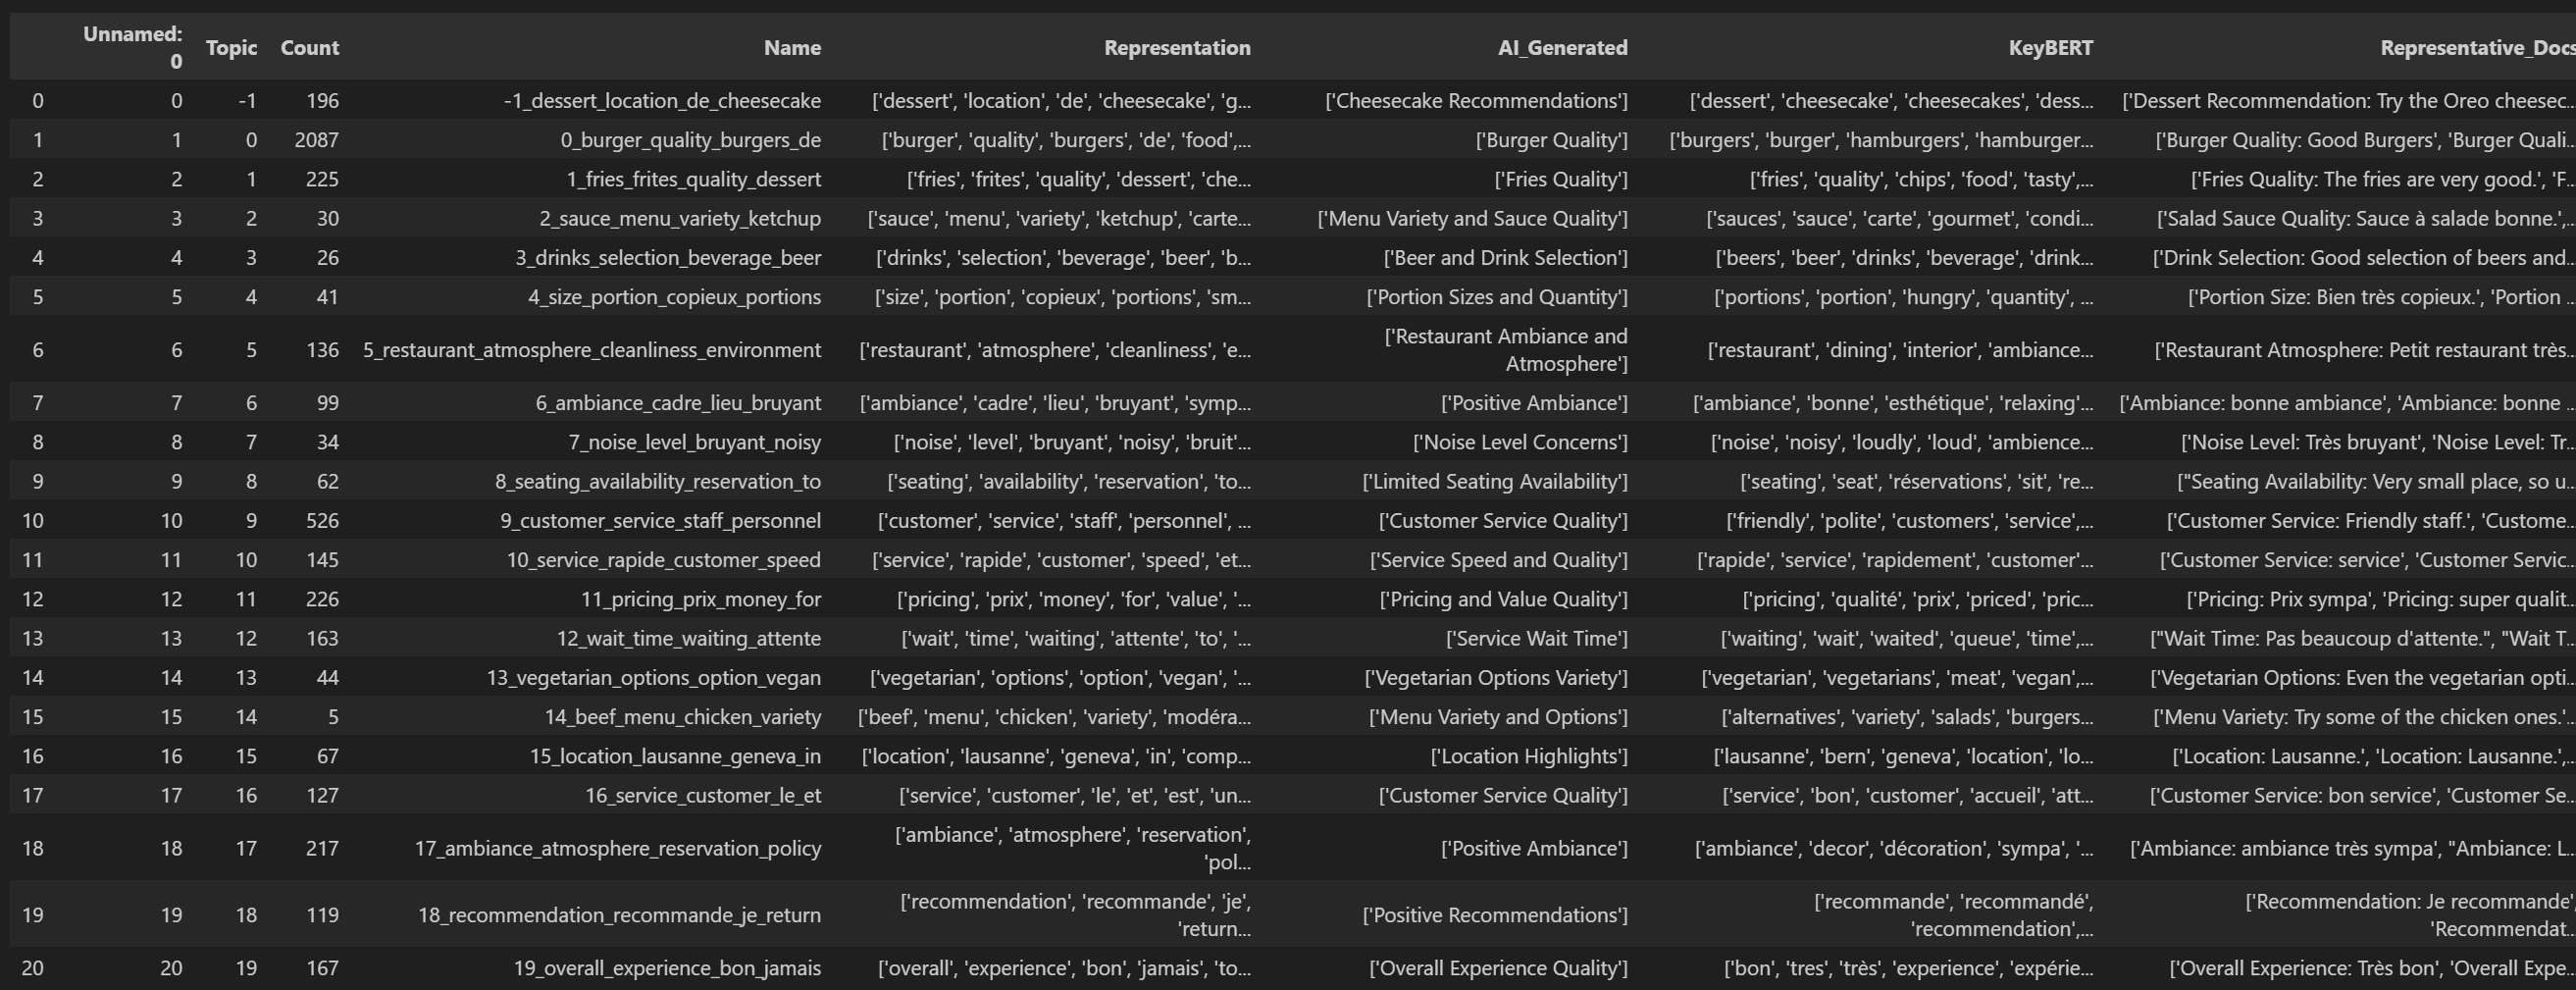 Unnamed: 0 Topic Count Name Representation AI_Generated KeyBERT Representative_Docs
0 0 -1 196 -1_dessert_location_de_cheesecake ['dessert', 'location', 'de', 'cheesecake', 'g... ['Cheesecake Recommendations'] ['dessert', 'cheesecake', 'cheesecakes', 'dess... ['Dessert Recommendation: Try the Oreo cheesec...
1 1 0 2087 0_burger_quality_burgers_de ['burger', 'quality', 'burgers', 'de', 'food',... ['Burger Quality'] ['burgers', 'burger', 'hamburgers', 'hamburger... ['Burger Quality: Good Burgers', 'Burger Quali...
2 2 1 225 1_fries_frites_quality_dessert ['fries', 'frites', 'quality', 'dessert', 'che... ['Fries Quality'] ['fries', 'quality', 'chips', 'food', 'tasty',... ['Fries Quality: The fries are very good.', 'F...
3 3 2 30 2_sauce_menu_variety_ketchup ['sauce', 'menu', 'variety', 'ketchup', 'carte... ['Menu Variety and Sauce Quality'] ['sauces', 'sauce', 'carte', 'gourmet', 'condi... ['Salad Sauce Quality: Sauce à salade bonne.',...
4 4 3 26 3_drinks_selection_beverage_beer ['drinks', 'selection', 'beverage', 'beer', 'b... ['Beer and Drink Selection'] ['beers', 'beer', 'drinks', 'beverage', 'drink... ['Drink Selection: Good selection of beers and...
5 5 4 41 4_size_portion_copieux_portions ['size', 'portion', 'copieux', 'portions', 'sm... ['Portion Sizes and Quantity'] ['portions', 'portion', 'hungry', 'quantity', ... ['Portion Size: Bien très copieux.', 'Portion ...
6 6 5 136 5_restaurant_atmosphere_cleanliness_environment ['restaurant', 'atmosphere', 'cleanliness', 'e... ['Restaurant Ambiance and Atmosphere'] ['restaurant', 'dining', 'interior', 'ambiance... ['Restaurant Atmosphere: Petit restaurant très...
7 7 6 99 6_ambiance_cadre_lieu_bruyant ['ambiance', 'cadre', 'lieu', 'bruyant', 'symp... ['Positive Ambiance'] ['ambiance', 'bonne', 'esthétique', 'relaxing'... ['Ambiance: bonne ambiance', 'Ambiance: bonne ...
8 8 7 34 7_noise_level_bruyant_noisy ['noise', 'level', 'bruyant', 'noisy', 'bruit'... ['Noise Level Concerns'] ['noise', 'noisy', 'loudly', 'loud', 'ambience... ['Noise Level: Très bruyant', 'Noise Level: Tr...
9 9 8 62 8_seating_availability_reservation_to ['seating', 'availability', 'reservation', 'to... ['Limited Seating Availability'] ['seating', 'seat', 'réservations', 'sit', 're... ["Seating Availability: Very small place, so u...
10 10 9 526 9_customer_service_staff_personnel ['customer', 'service', 'staff', 'personnel', ... ['Customer Service Quality'] ['friendly', 'polite', 'customers', 'service',... ['Customer Service: Friendly staff.', 'Custome...
11 11 10 145 10_service_rapide_customer_speed ['service', 'rapide', 'customer', 'speed', 'et... ['Service Speed and Quality'] ['rapide', 'service', 'rapidement', 'customer'... ['Customer Service: service', 'Customer Servic...
12 12 11 226 11_pricing_prix_money_for ['pricing', 'prix', 'money', 'for', 'value', '... ['Pricing and Value Quality'] ['pricing', 'qualité', 'prix', 'priced', 'pric... ['Pricing: Prix sympa', 'Pricing: super qualit...
13 13 12 163 12_wait_time_waiting_attente ['wait', 'time', 'waiting', 'attente', 'to', '... ['Service Wait Time'] ['waiting', 'wait', 'waited', 'queue', 'time',... ["Wait Time: Pas beaucoup d'attente.", "Wait T...
14 14 13 44 13_vegetarian_options_option_vegan ['vegetarian', 'options', 'option', 'vegan', '... ['Vegetarian Options Variety'] ['vegetarian', 'vegetarians', 'meat', 'vegan',... ['Vegetarian Options: Even the vegetarian opti...
15 15 14 5 14_beef_menu_chicken_variety ['beef', 'menu', 'chicken', 'variety', 'modéra... ['Menu Variety and Options'] ['alternatives', 'variety', 'salads', 'burgers... ['Menu Variety: Try some of the chicken ones.'...
16 16 15 67 15_location_lausanne_geneva_in ['location', 'lausanne', 'geneva', 'in', 'comp... ['Location Highlights'] ['lausanne', 'bern', 'geneva', 'location', 'lo... ['Location: Lausanne.', 'Location: Lausanne.',...
17 17 16 127 16_service_customer_le_et ['service', 'customer', 'le', 'et', 'est', 'un... ['Customer Service Quality'] ['service', 'bon', 'customer', 'accueil', 'att... ['Customer Service: bon service', 'Customer Se...
18 18 17 217 17_ambiance_atmosphere_reservation_policy ['ambiance', 'atmosphere', 'reservation', 'pol... ['Positive Ambiance'] ['ambiance', 'decor', 'décoration', 'sympa', '... ['Ambiance: ambiance très sympa', "Ambiance: L...
19 19 18 119 18_recommendation_recommande_je_return ['recommendation', 'recommande', 'je', 'return... ['Positive Recommendations'] ['recommande', 'recommandé', 'recommendation',... ['Recommendation: Je recommande', 'Recommendat...
20 20 19 167 19_overall_experience_bon_jamais ['overall', 'experience', 'bon', 'jamais', 'to... ['Overall Experience Quality'] ['bon', 'tres', 'très', 'experience', 'expérie... ['Overall Experience: Très bon', 'Overall Expe...